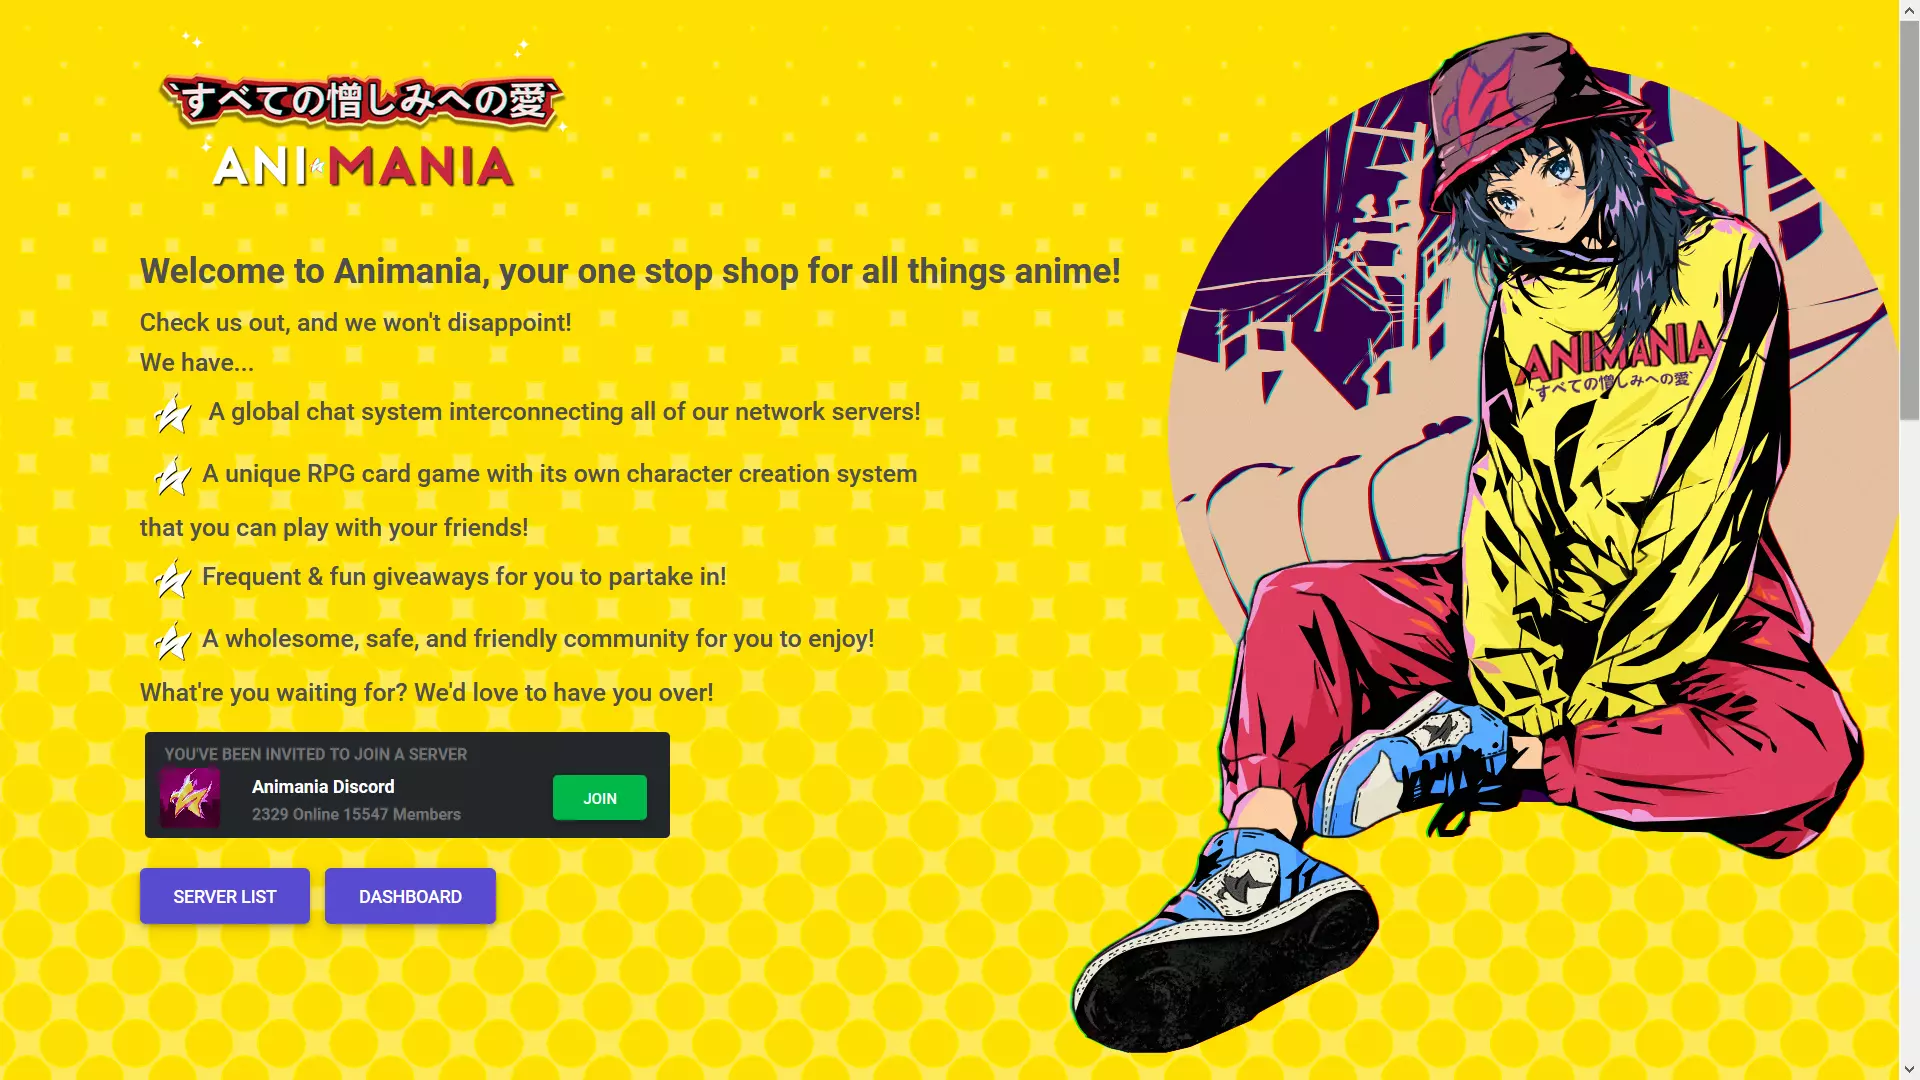 `すべての憎しみへの愛`
ANI MANIA
Welcome to Animania, your one stop shop for all things anime!
Check us out, and we won't disappoint!
We have...
A global chat system interconnecting all of our network servers!
A unique RPG card game with its own character creation system
that you can play with your friends!
Frequent & fun giveaways for you to partake in!
A wholesome, safe, and friendly community for you to enjoy!
What're you waiting for? We'd love to have you over!
YOU'VE BEEN INVITED TO JOIN A SERVER
Animania Discord
2329 Online 15547 Members
JOIN
SERVER LIST
DASHBOARD
ANIMANIA
`すべての憎しみへの愛`